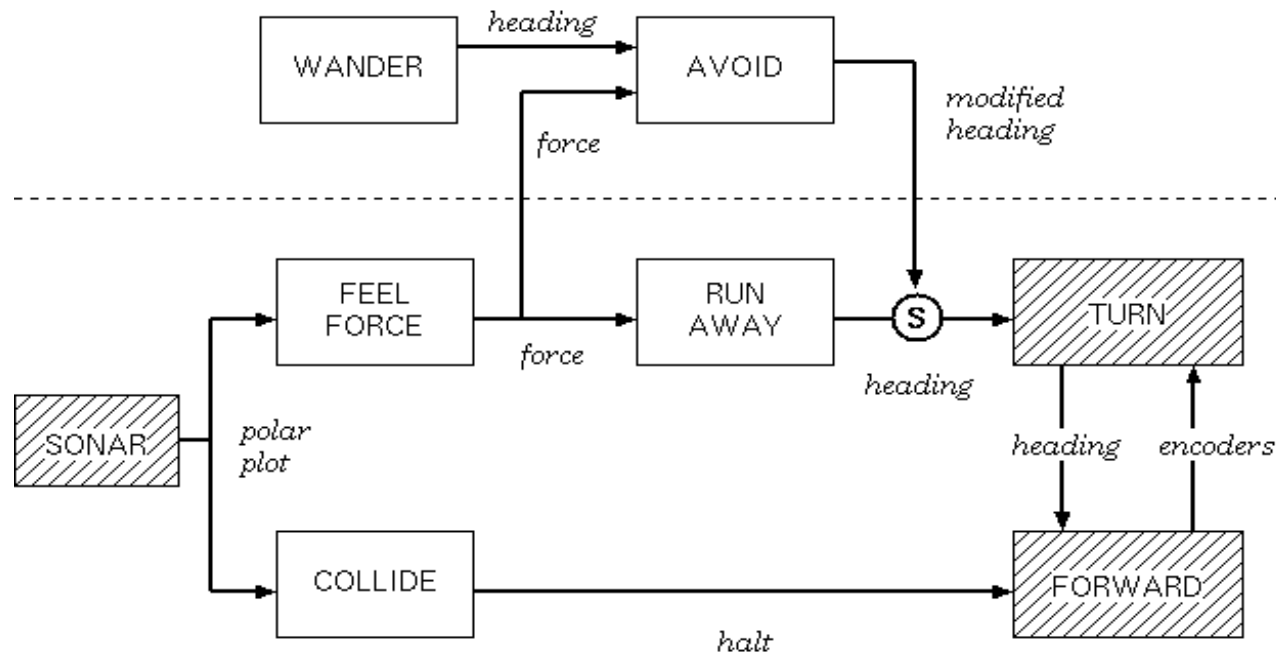 heading
WANDER
AVOID
modified
heading
force
FEEL
FORCE
RUN
AWAY
S
TURN
force
heading
SONAR
polar
plot
heading
encoders
COLLIDE
FORWARD
halt